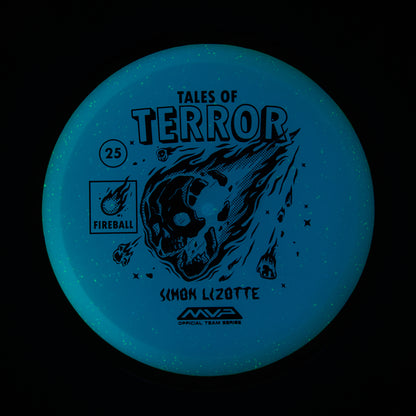 TALES OF
TERROR
25
FIREBALL
SIMON LIZOTTE
MVP
OFFICIAL TEAM SERIES